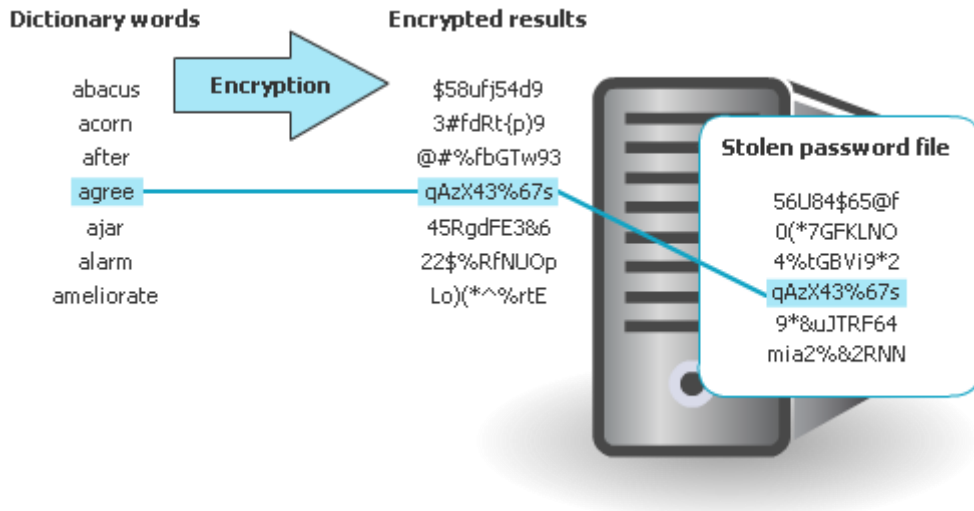 Dictionary words
Encrypted results
Encryption
abacus
$58ufj54d9
acorn
3#fdRt{p)9
after
@#%fbGTw93
agree
qAzX43%67s
ajar
45RgdFE3&6
alarm
22$%RfNUOp
ameliorate
Lo)(*^%rtE
Stolen password file
56U84$65@f
0(*7GFKLNO
4%tGBVi9*2
qAzX43%67s
9*&uJTRF64
mia2%&2RNN